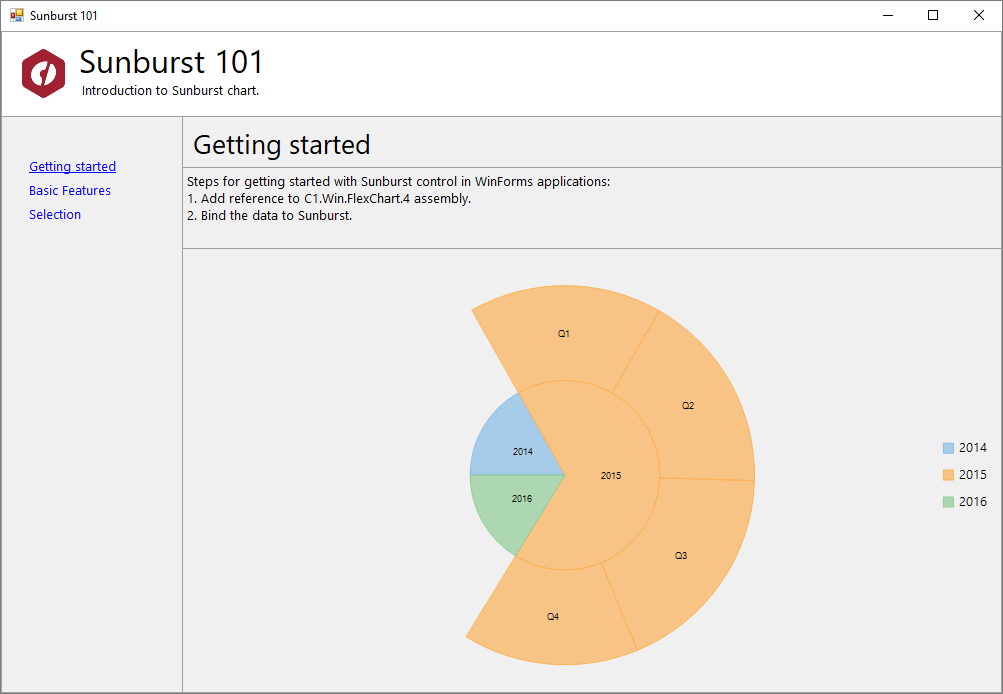 Sunburst 101
Sunburst 101
Introduction to Sunburst chart.
Getting started
Basic Features
Selection
Getting started
Steps for getting started with Sunburst control in WinForms applications:
1. Add reference to C1.Win.FlexChart.4 assembly.
2. Bind the data to Sunburst.
Q1
Q2
2014
2015
2016
Q3
Q4
2014
2015
2016